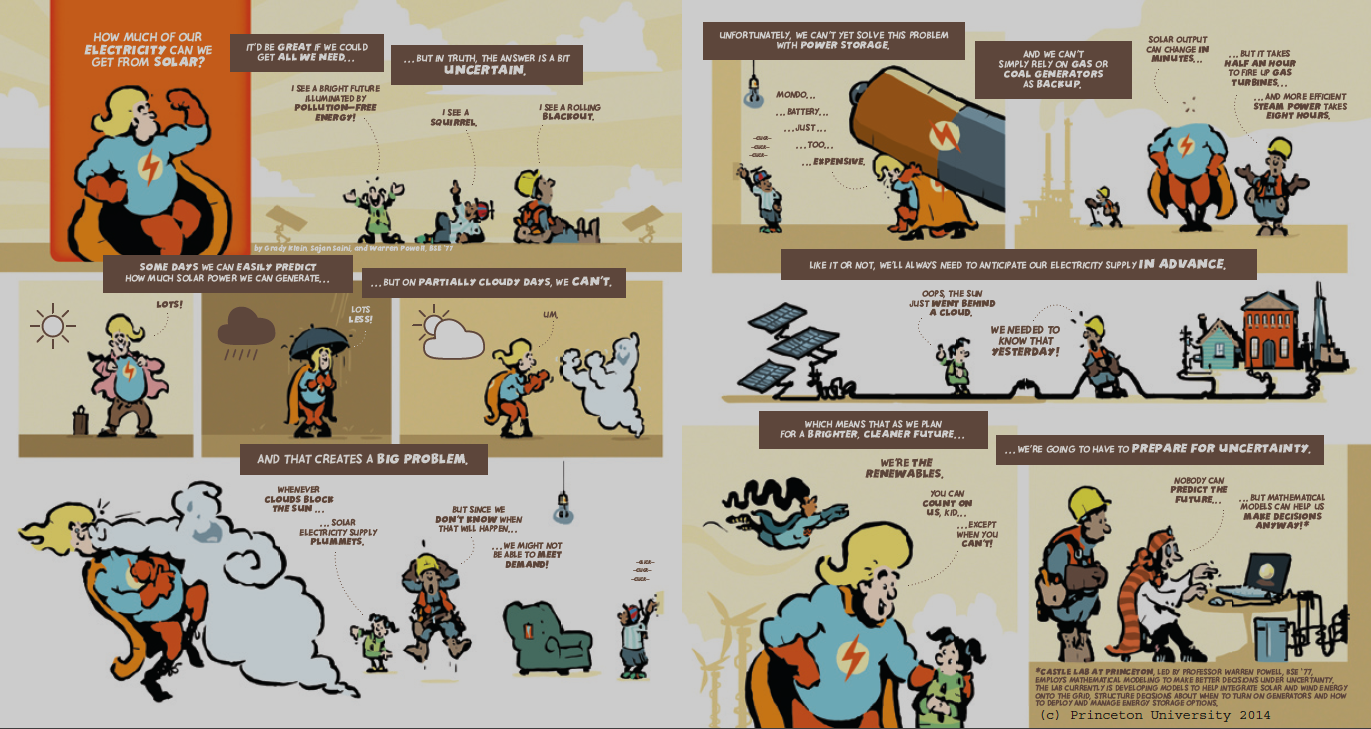 HOW MUCH OF OUR
ELECTRICITY CAN WE
GET FROM SOLAR?
IT'D BE GREAT IF WE COULD
GET ALL WE NEED...
...BUT IN TRUTH, THE ANSWER IS A BIT
UNCERTAIN.
I SEE A BRIGHT FUTURE
ILLUMINATED BY
POLLUTION-FREE
ENERGY!
I SEE A
SQUIRREL.
I SEE A ROLLING
BLACKOUT.
by Grady Klein, Sajan Saini, and Warren Powell, BSE '77
SOME DAYS WE CAN EASILY PREDICT
HOW MUCH SOLAR POWER WE CAN GENERATE...
...BUT ON PARTIALLY CLOUDY DAYS, WE CAN'T.
LOTS!
LOTS
LESS!
UM.
AND THAT CREATES A BIG PROBLEM.
WHENEVER
CLOUDS BLOCK
THE SUN ...
...SOLAR
ELECTRICITY SUPPLY
PLUMMETS.
BUT SINCE WE
DON'T KNOW WHEN
THAT WILL HAPPEN...
...WE MIGHT NOT
BE ABLE TO MEET
DEMAND!
-CLICK-
-CLICK-
-CLICK-
UNFORTUNATELY, WE CAN'T YET SOLVE THIS PROBLEM
WITH POWER STORAGE.
MONDO...
...BATTERY...
...JUST...
...TOO...
...EXPENSIVE.
-CLICK-
-CLICK-
-CLICK-
AND WE CAN'T
SIMPLY RELY ON GAS OR
COAL GENERATORS
AS BACKUP.
SOLAR OUTPUT
CAN CHANGE IN
MINUTES...
...BUT IT TAKES
HALF AN HOUR
TO FIRE UP GAS
TURBINES...
...AND MORE EFFICIENT
STEAM POWER TAKES
EIGHT HOURS.
LIKE IT OR NOT, WE'LL ALWAYS NEED TO ANTICIPATE OUR ELECTRICITY SUPPLY IN ADVANCE.
OOPS, THE SUN
JUST WENT BEHIND
A CLOUD.
WE NEEDED TO
KNOW THAT
YESTERDAY!
WHICH MEANS THAT AS WE PLAN
FOR A BRIGHTER, CLEANER FUTURE...
...WE'RE GOING TO HAVE TO PREPARE FOR UNCERTAINTY.
WE'RE THE
RENEWABLES.
YOU CAN
COUNT ON
US, KID...
...EXCEPT
WHEN YOU
CAN'T!
NOBODY CAN
PREDICT THE
FUTURE...
...BUT MATHEMATICAL
MODELS CAN HELP US
MAKE DECISIONS
ANYWAY!*
*CASTLE LAB AT PRINCETON, LED BY PROFESSOR WARREN POWELL, BSE '77,
EMPLOYS MATHEMATICAL MODELING TO MAKE BETTER DECISIONS UNDER UNCERTAINTY.
THE LAB CURRENTLY IS DEVELOPING MODELS TO HELP INTEGRATE SOLAR AND WIND ENERGY
ONTO THE GRID, STRUCTURE DECISIONS ABOUT WHEN TO TURN ON GENERATORS AND HOW
TO DEPLOY AND MANAGE ENERGY STORAGE OPTIONS.
(c) Princeton University 2014